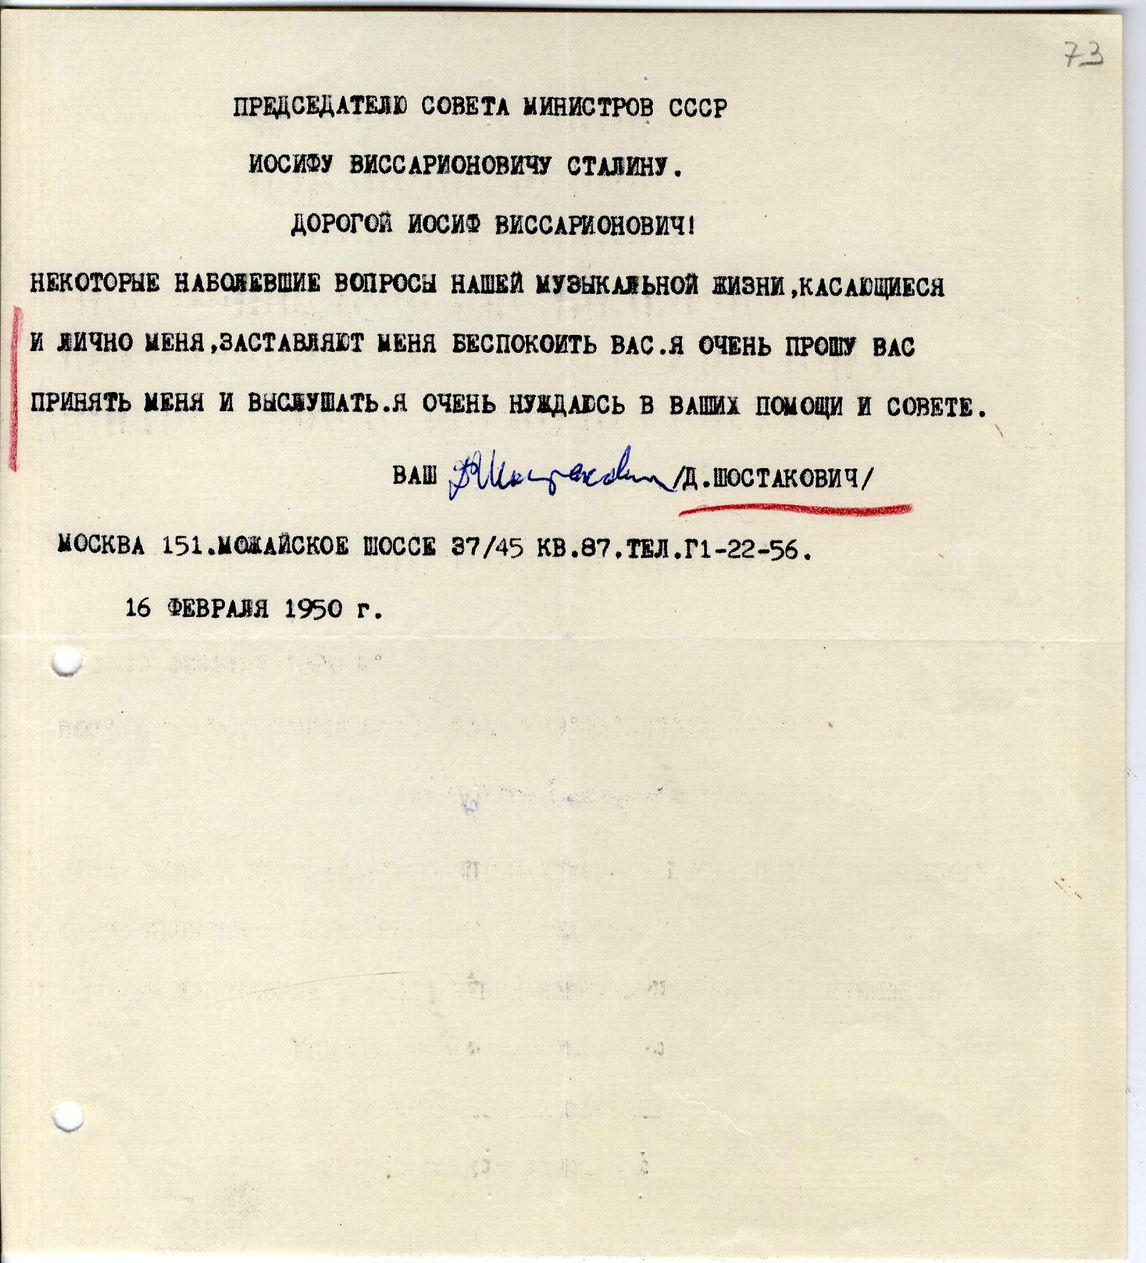 73
ПРЕДСЕДАТЕЛЮ СОВЕТА МИНИСТРОВ СССР
ИОСИФУ ВИССАРИОНОВИЧУ СТАЛИНУ.
ДОРОГОЙ ИОСИФ ВИССАРИОНОВИЧ!
НЕКОТОРЫЕ НАБОЛЕВШИЕ ВОПРОСЫ НАШЕЙ МУЗЫКАЛЬНОЙ ЖИЗНИ,КАСАЮЩИЕСЯ
И ЛИЧНО МЕНЯ,ЗАСТАВЛЯЮТ МЕНЯ БЕСПОКОИТЬ ВАС.Я ОЧЕНЬ ПРОШУ ВАС
ПРИНЯТЬ МЕНЯ И ВЫСЛУШАТЬ.Я ОЧЕНЬ НУЖДАЮСЬ В ВАШИХ ПОМОЩИ И СОВЕТЕ.
ВАШ ДШостакович /Д.ШОСТАКОВИЧ/
МОСКВА 151.МОЖАЙСКОЕ ШОССЕ 37/45 КВ.87.ТЕЛ.Г1-22-56.
16 ФЕВРАЛЯ 1950 г.